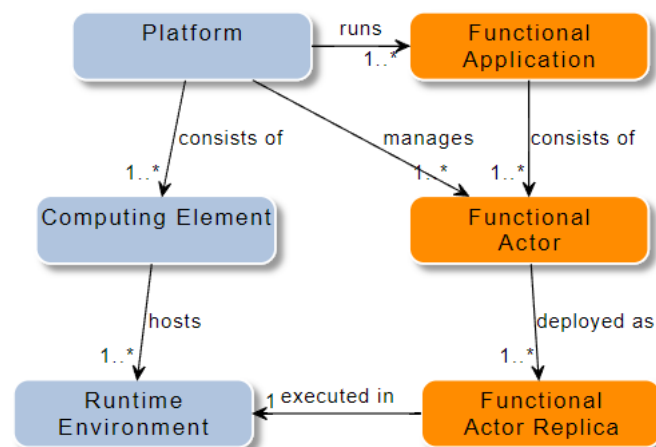 Platform
runs
1..*
Functional
Application
consists of
manages
consists of
1..*
1..*
1..*
Computing Element
Functional
Actor
hosts
deployed as
1..*
1..*
Runtime
Environment
1
executed in
Functional
Actor Replica